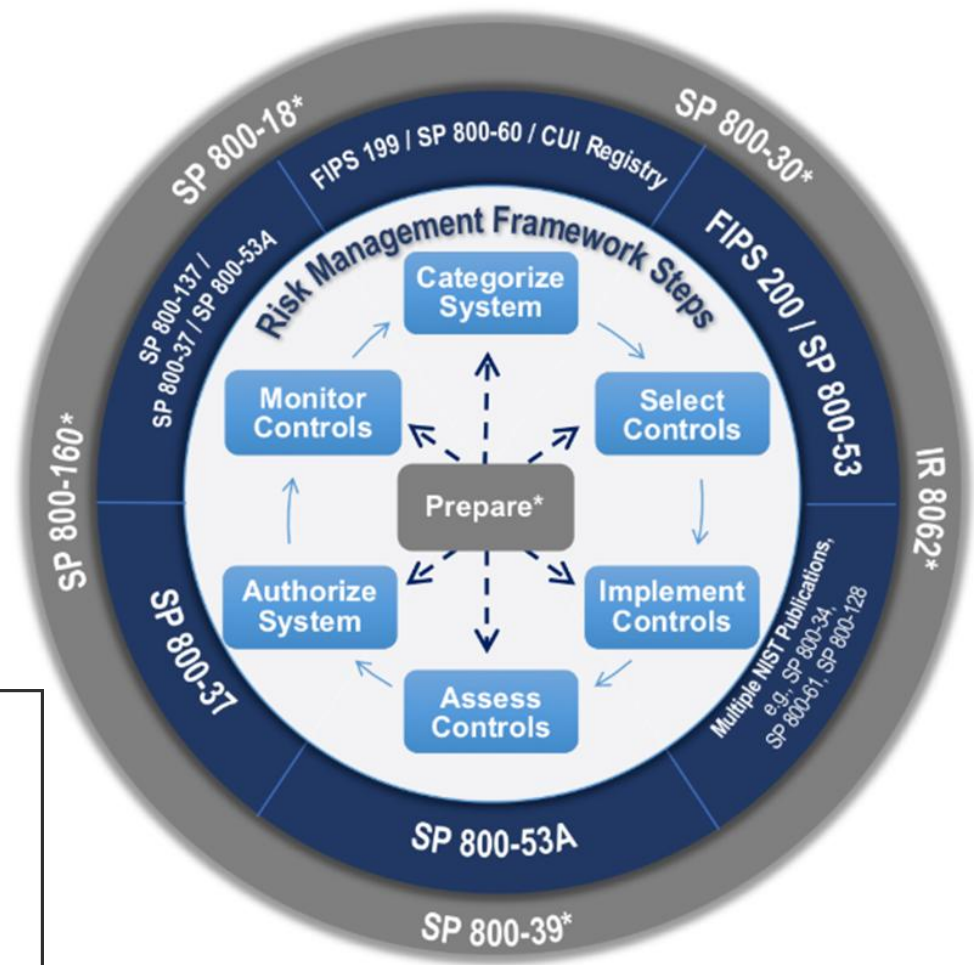 SP 800-18*
SP 800-30*
IR 8062*
SP 800-39*
SP 800-160*
FIPS 199 / SP 800-60 / CUI Registry
FIPS 200 / SP 800-53
Multiple NIST Publications,
e.g., SP 800-34,
SP 800-61, SP 800-128
SP 800-53A
SP 800-37
SP 800-137 /
SP 800-37 / SP 800-53A
Risk Management Framework Steps
Categorize
System
Select
Controls
Implement
Controls
Assess
Controls
Authorize
System
Monitor
Controls
Prepare*